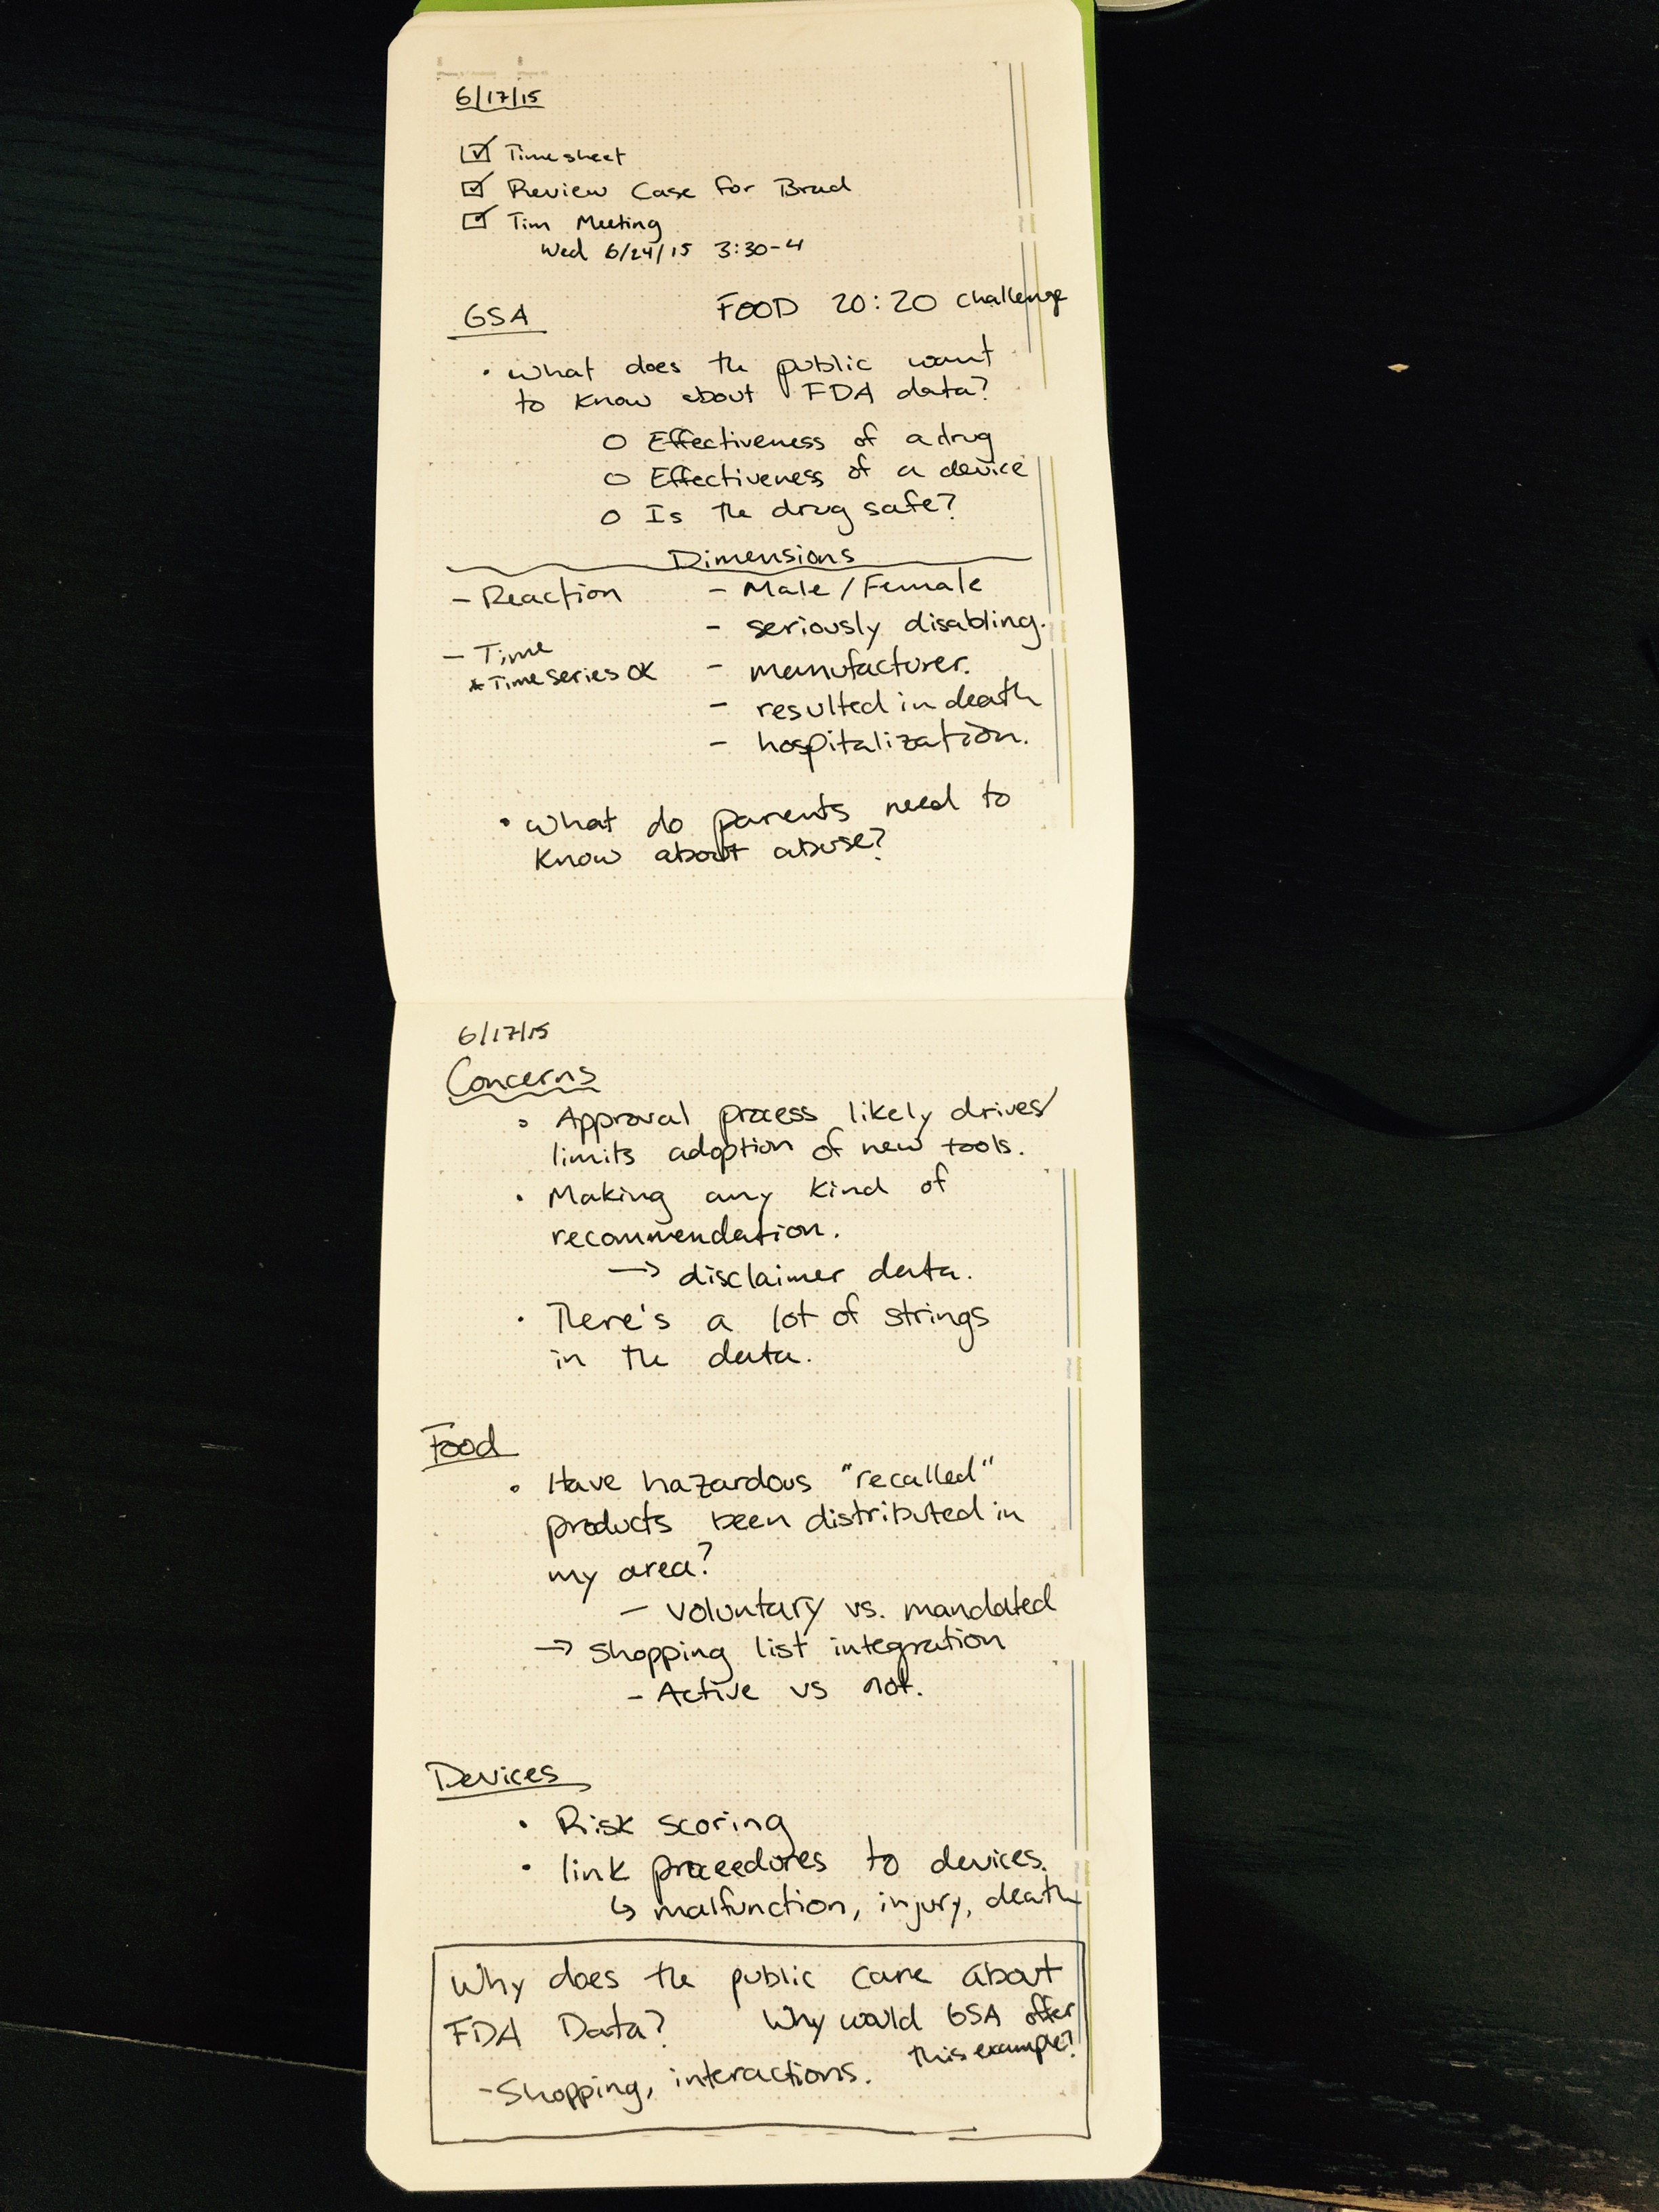 6/17/15
Timesheet
Review Case for Brad
Tim Meeting
Wed 6/24/15 3:30-4
GSA
FOOD 20:20 challenge
• what does the public want
to know about FDA data?
○ Effectiveness of a drug
○ Effectiveness of a device
○ Is the drug safe?
Dimensions
- Reaction
- Time
* Time series OK
- Male / Female
- seriously disabling.
- manufacturer.
- resulted in death
- hospitalization.
• what do parents need to
know about abuse?
6/17/15
Concerns
• Approval process likely drives/
limits adoption of new tools.
• Making any kind of
recommendation.
→ disclaimer data.
• There's a lot of strings
in the data.
Food
• Have hazardous "recalled"
products been distributed in
my area?
- voluntary vs. mandated
→ shopping list integration
- Active vs not.
Devices
• Risk scoring
• link proceedures to devices.
↳ malfunction, injury, death
Why does the public care about
FDA Data? Why would GSA offer
this example?
- Shopping, interactions.